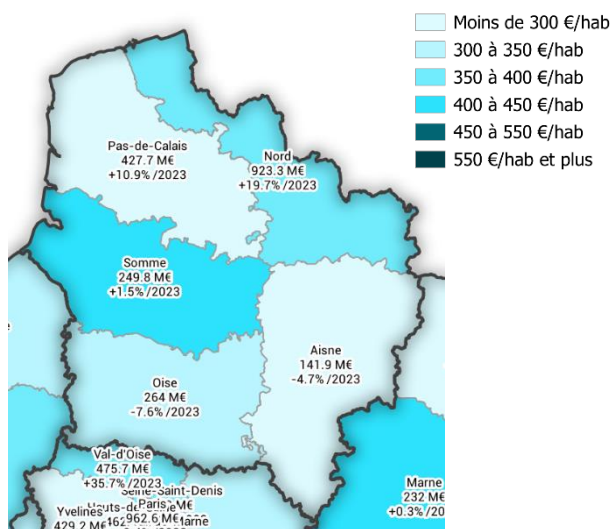 Moins de 300 €/hab
300 à 350 €/hab
350 à 400 €/hab
400 à 450 €/hab
450 à 550 €/hab
550 €/hab et plus
Pas-de-Calais
427.7 M€
+10.9% /2023
Nord
923.3 M€
+19.7% /2023
Somme
249.8 M€
+1.5% /2023
Aisne
141.9 M€
-4.7% /2023
Oise
264 M€
-7.6% /2023
Val-d'Oise
475.7 M€
+35.7% /2023
Seine-Saint-Denis
Paris
962.6 M€
Marne
Yvelines
429.2 M€
Marne
232 M€
+0.3% /20